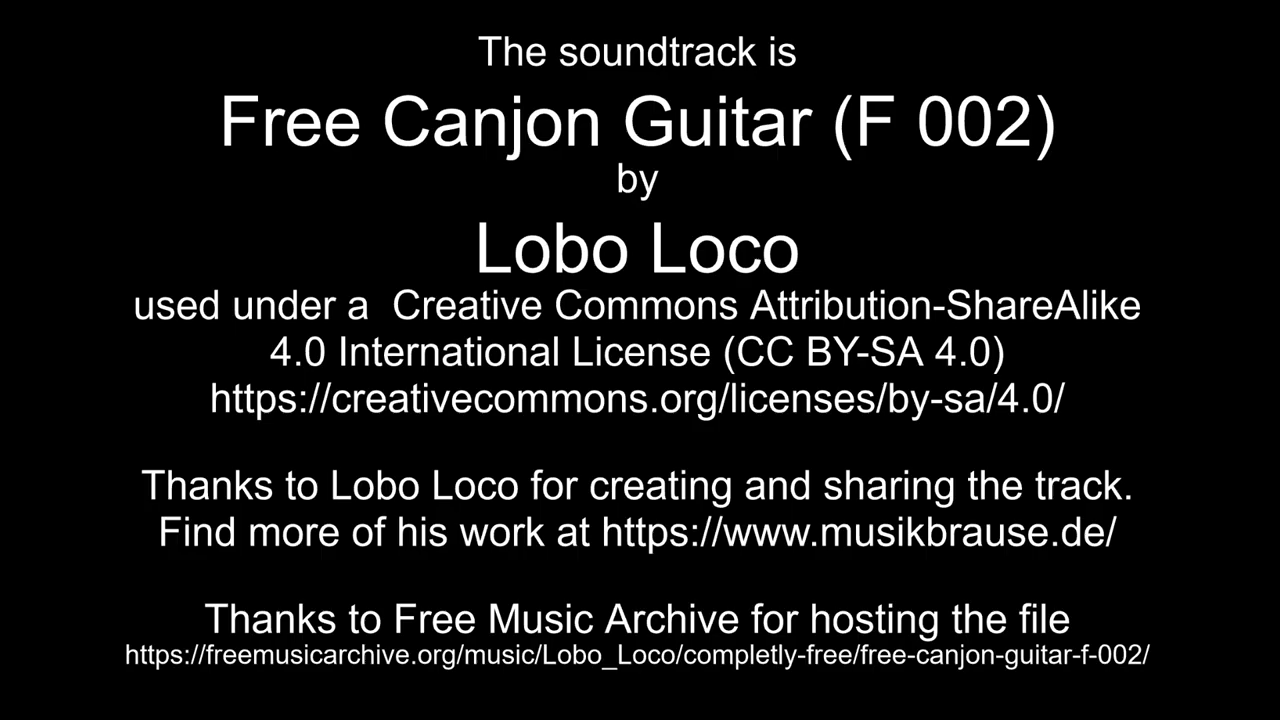 The soundtrack is
Free Canjon Guitar (F 002)
by
Lobo Loco
used under a  Creative Commons Attribution-ShareAlike
4.0 International License (CC BY-SA 4.0)
https://creativecommons.org/licenses/by-sa/4.0/
Thanks to Lobo Loco for creating and sharing the track.
Find more of his work at https://www.musikbrause.de/
Thanks to Free Music Archive for hosting the file
https://freemusicarchive.org/music/Lobo_Loco/completly-free/free-canjon-guitar-f-002/